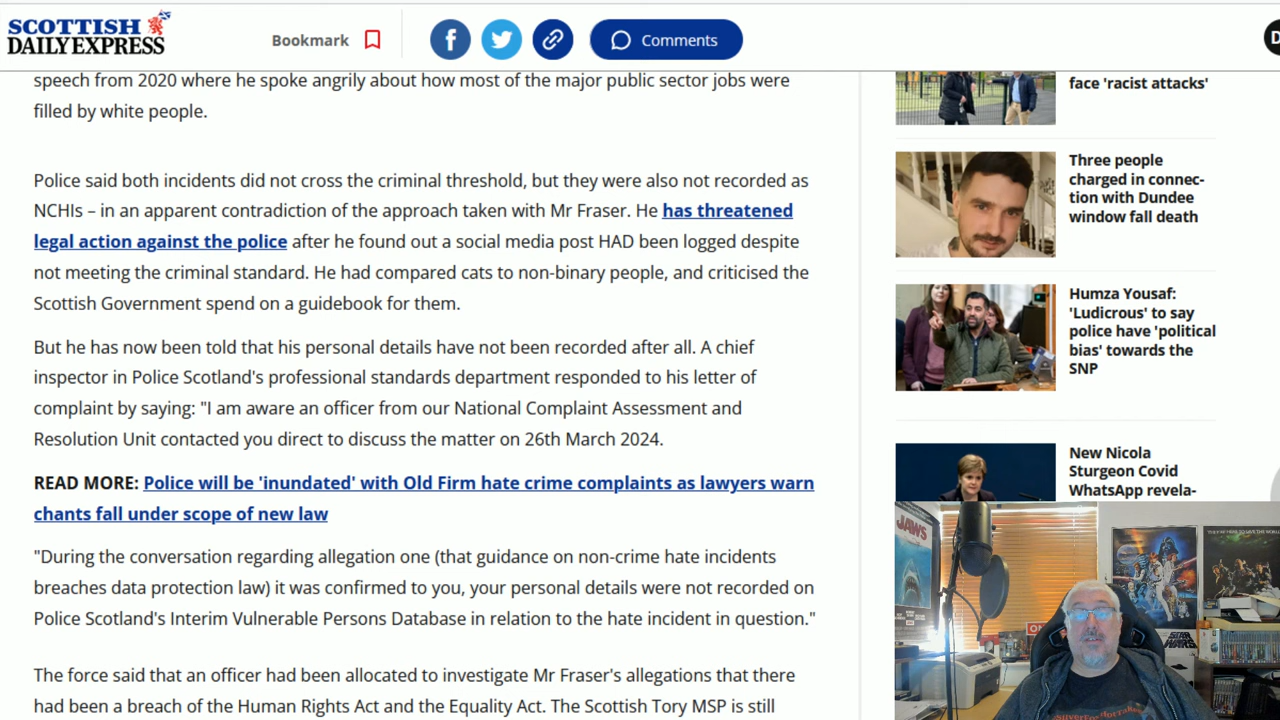 SCOTTISH
DAILY EXPRESS
Bookmark
Comments
speech from 2020 where he spoke angrily about how most of the major public sector jobs were
filled by white people.
Police said both incidents did not cross the criminal threshold, but they were also not recorded as
NCHIs – in an apparent contradiction of the approach taken with Mr Fraser. He has threatened
legal action against the police after he found out a social media post HAD been logged despite
not meeting the criminal standard. He had compared cats to non-binary people, and criticised the
Scottish Government spend on a guidebook for them.
But he has now been told that his personal details have not been recorded after all. A chief
inspector in Police Scotland's professional standards department responded to his letter of
complaint by saying: "I am aware an officer from our National Complaint Assessment and
Resolution Unit contacted you direct to discuss the matter on 26th March 2024.
READ MORE: Police will be 'inundated' with Old Firm hate crime complaints as lawyers warn
chants fall under scope of new law
"During the conversation regarding allegation one (that guidance on non-crime hate incidents
breaches data protection law) it was confirmed to you, your personal details were not recorded on
Police Scotland's Interim Vulnerable Persons Database in relation to the hate incident in question."
The force said that an officer had been allocated to investigate Mr Fraser's allegations that there
had been a breach of the Human Rights Act and the Equality Act. The Scottish Tory MSP is still
face 'racist attacks'
Three people
charged in connec-
tion with Dundee
window fall death
Humza Yousaf:
'Ludicrous' to say
police have 'political
bias' towards the
SNP
New Nicola
Sturgeon Covid
WhatsApp revela-
JAWS
STAR
WARS